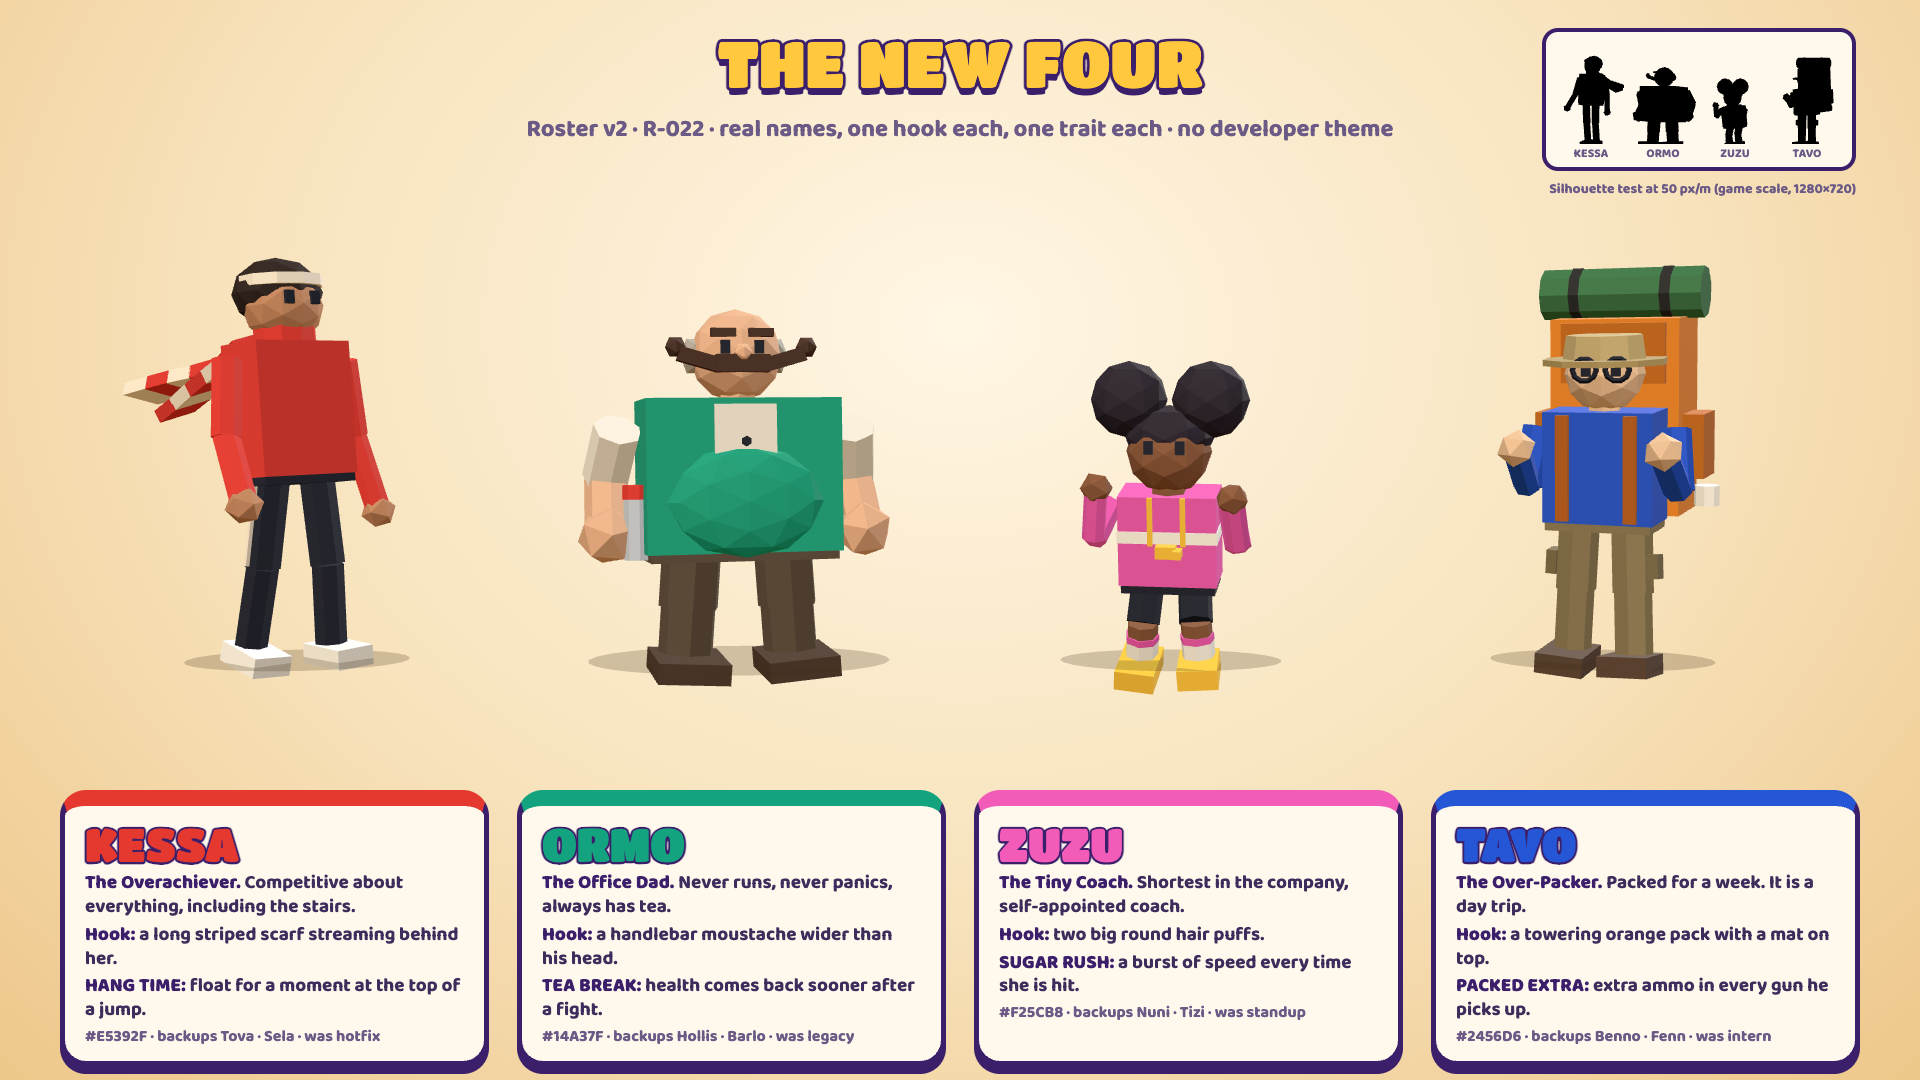 THE NEW FOUR
Roster v2 · R-022 · real names, one hook each, one trait each · no developer theme
KESSA ORMO ZUZU TAVO
Silhouette test at 50 px/m (game scale, 1280×720)
KESSA
The Overachiever. Competitive about
everything, including the stairs.
Hook: a long striped scarf streaming behind
her.
HANG TIME: float for a moment at the top of
a jump.
#E5392F · backups Tova · Sela · was hotfix
ORMO
The Office Dad. Never runs, never panics,
always has tea.
Hook: a handlebar moustache wider than
his head.
TEA BREAK: health comes back sooner after
a fight.
#14A37F · backups Hollis · Barlo · was legacy
ZUZU
The Tiny Coach. Shortest in the company,
self-appointed coach.
Hook: two big round hair puffs.
SUGAR RUSH: a burst of speed every time
she is hit.
#F25CB8 · backups Nuni · Tizi · was standup
TAVO
The Over-Packer. Packed for a week. It is a
day trip.
Hook: a towering orange pack with a mat on
top.
PACKED EXTRA: extra ammo in every gun he
picks up.
#2456D6 · backups Benno · Fenn · was intern